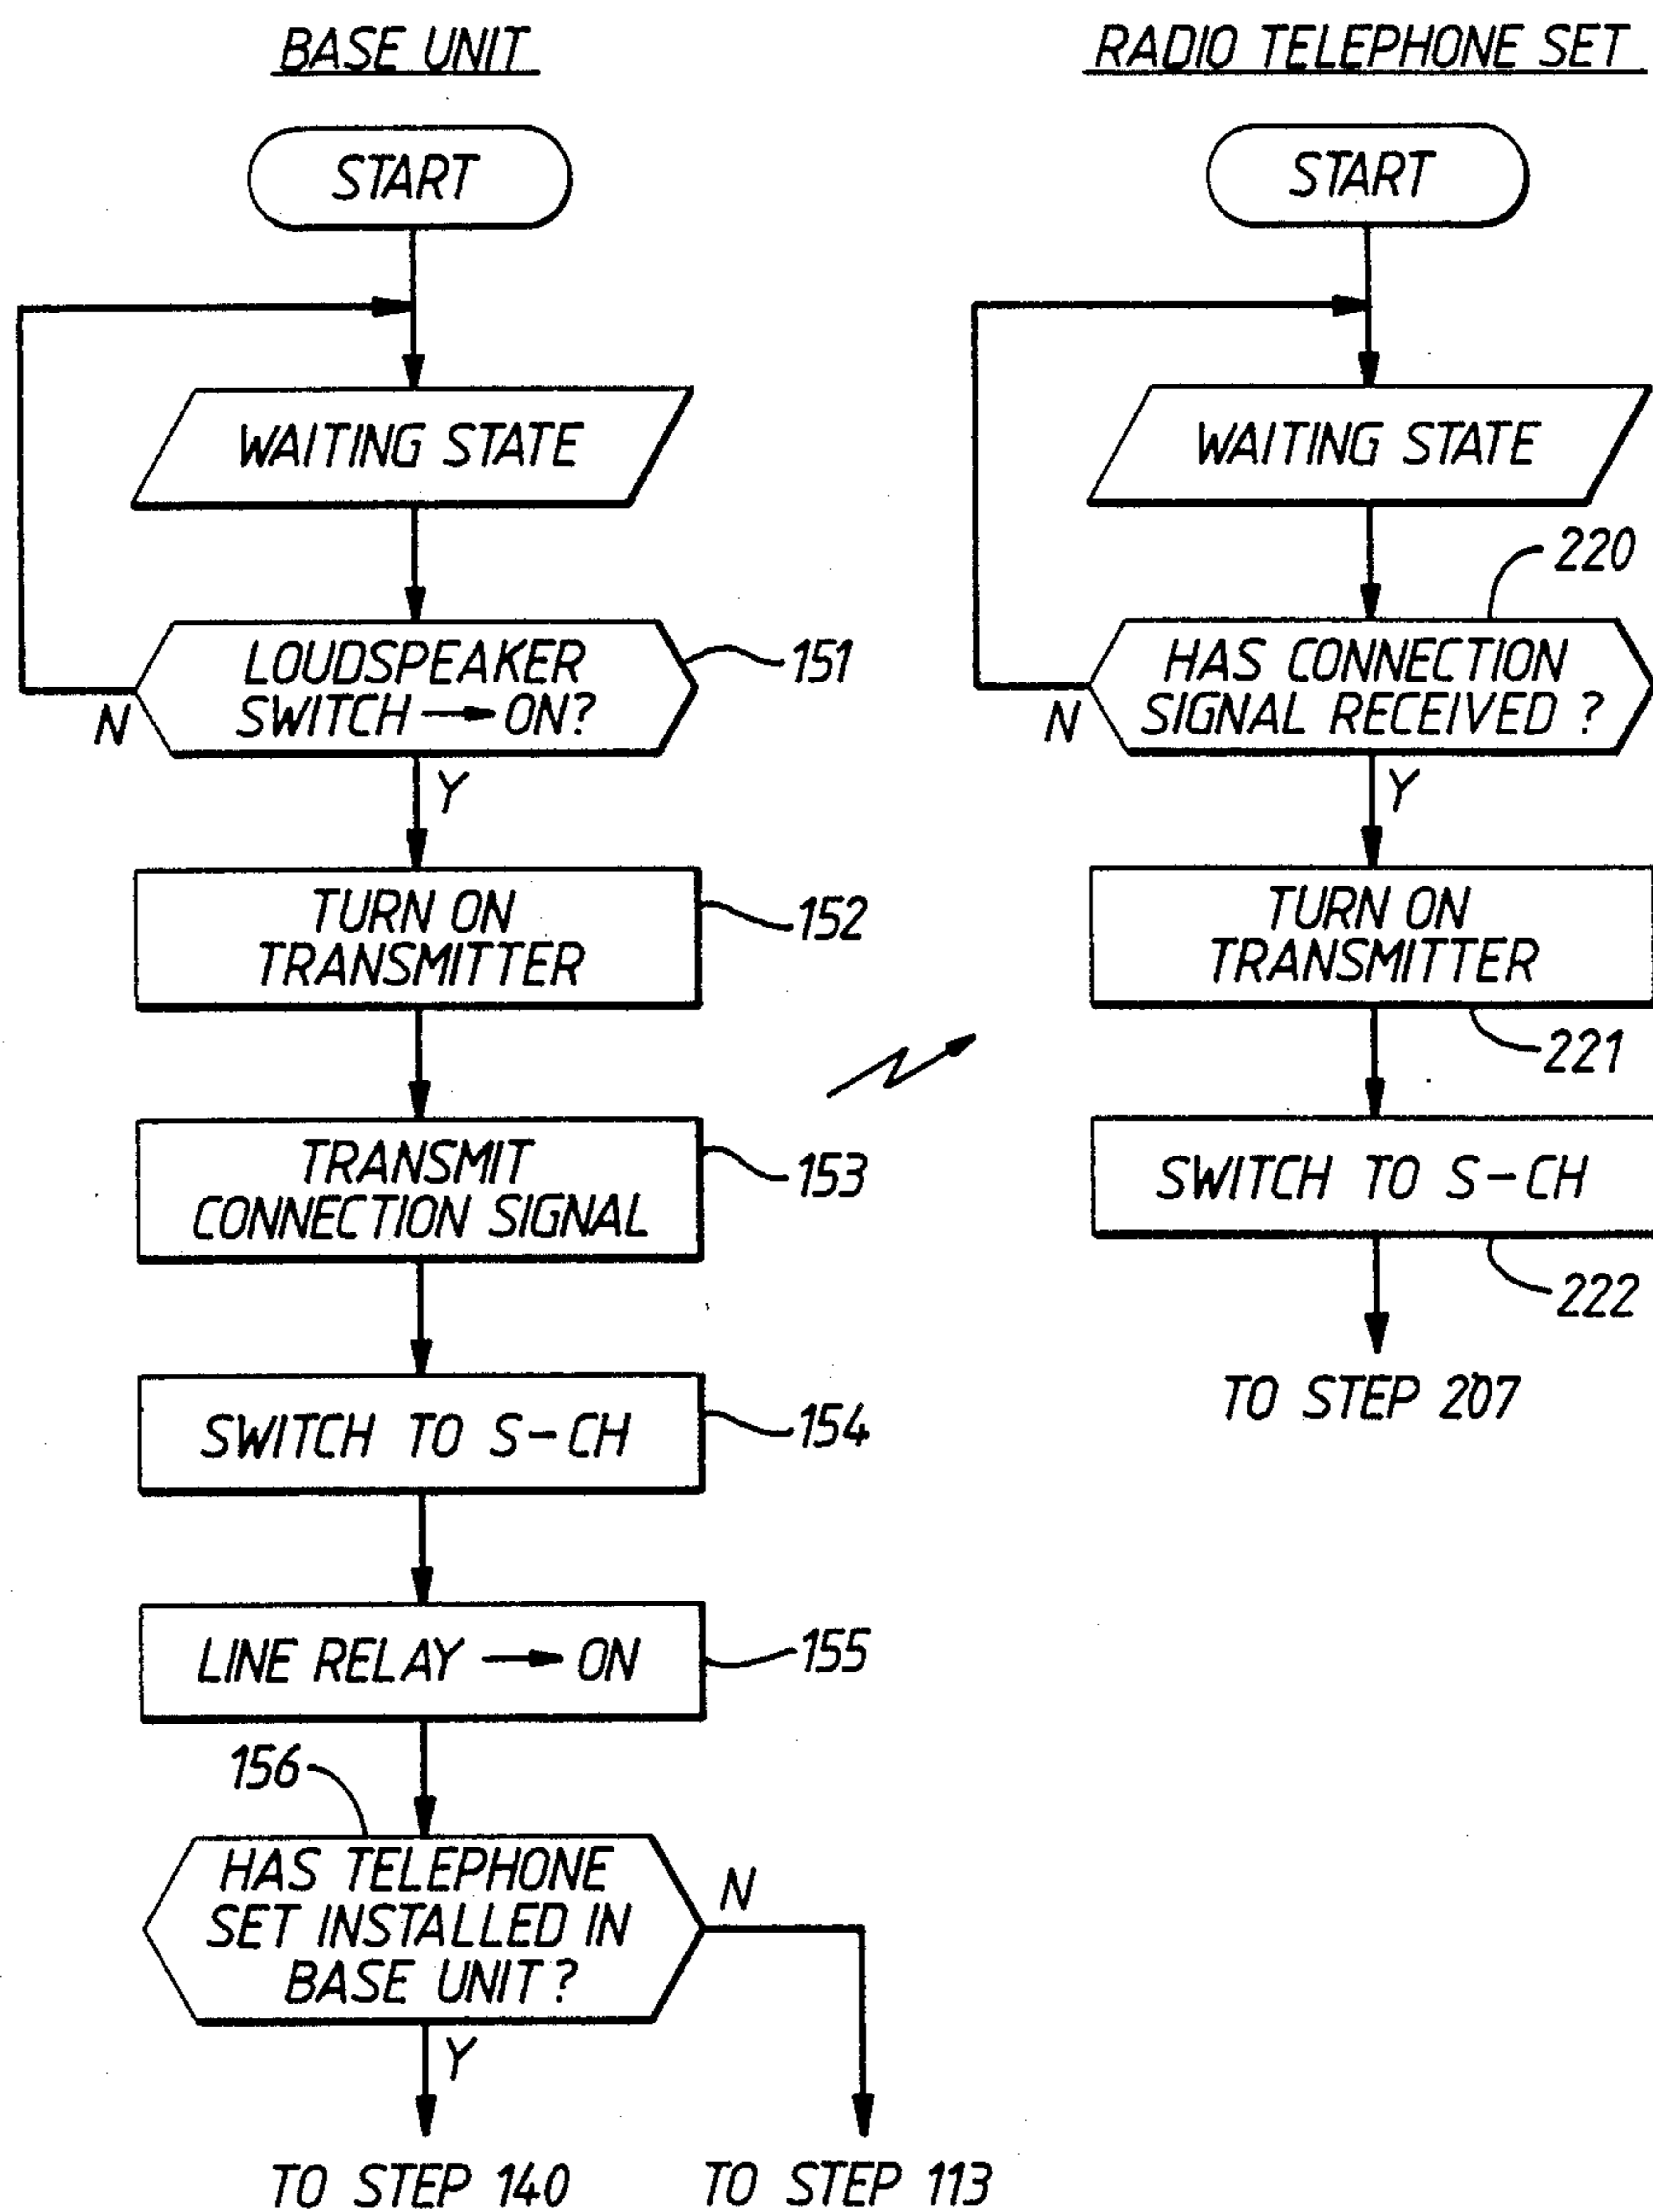 BASE UNIT
START
WAITING STATE
LOUDSPEAKER
SWITCH → ON?
151
N
Y
TURN ON
TRANSMITTER
152
TRANSMIT
CONNECTION SIGNAL
153
SWITCH TO S-CH
154
LINE RELAY → ON
155
156
HAS TELEPHONE
SET INSTALLED IN
BASE UNIT?
N
Y
TO STEP 140
TO STEP 113
RADIO TELEPHONE SET
START
WAITING STATE
220
HAS CONNECTION
SIGNAL RECEIVED ?
N
Y
TURN ON
TRANSMITTER
221
SWITCH TO S-CH
222
TO STEP 207